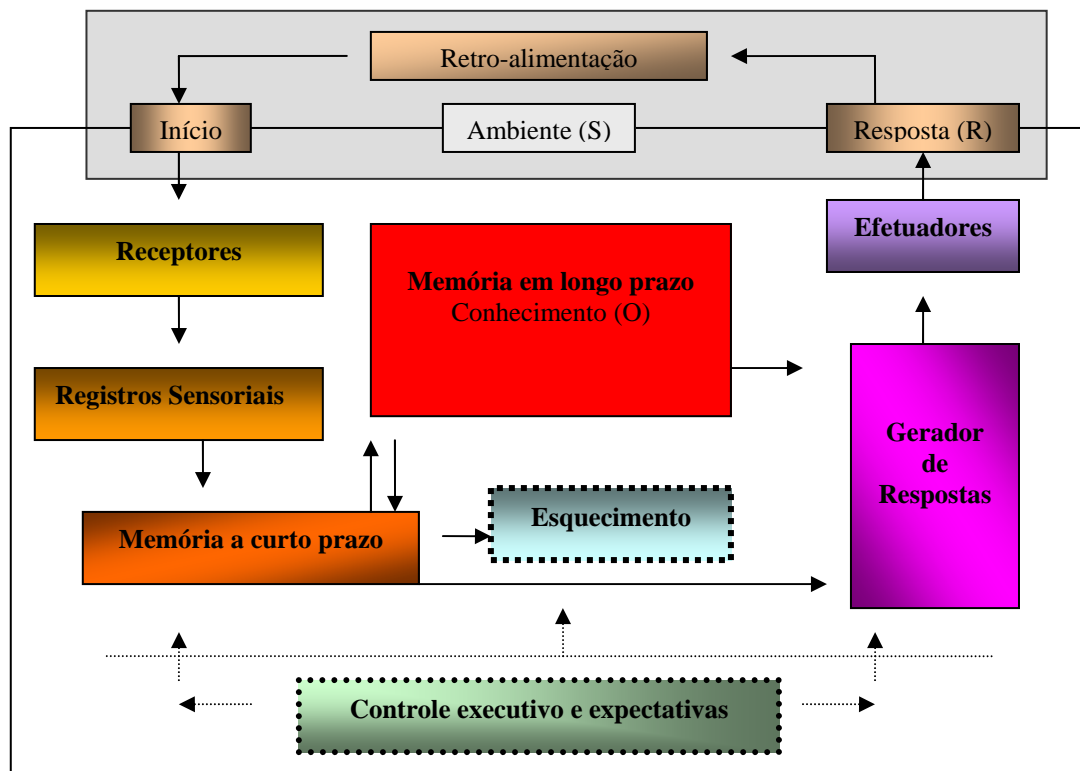 Retro-alimentação
Início
Ambiente (S)
Resposta (R)
Receptores
Memória em longo prazo
Conhecimento (O)
Efetuadores
Registros Sensoriais
Gerador
de
Respostas
Memória a curto prazo
Esquecimento
Controle executivo e expectativas